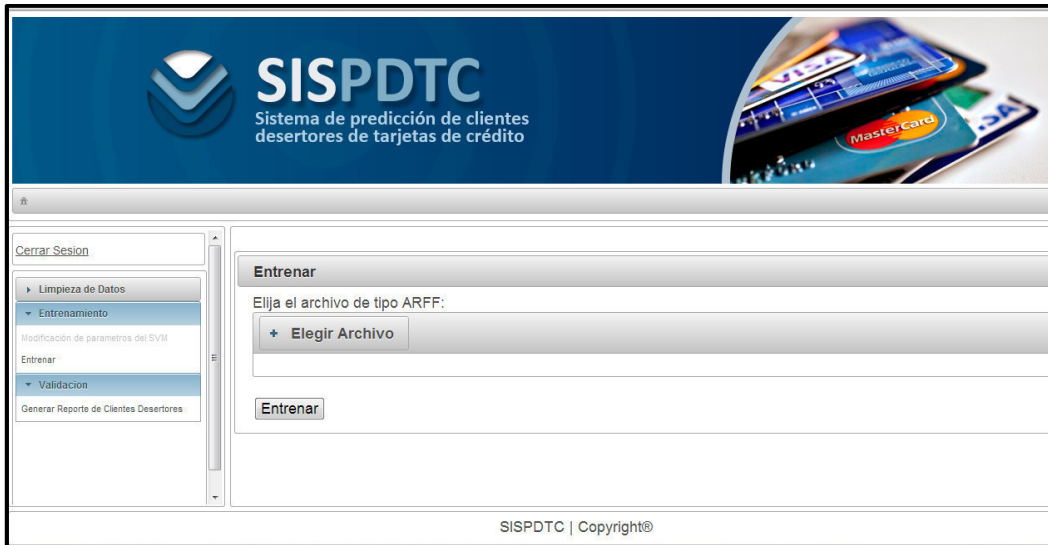 SISPDTC
Sistema de predicción de clientes
desertores de tarjetas de crédito
VISA
MasterCard
Cerrar Sesion
Limpieza de Datos
Entrenamiento
Modificación de parametros del SVM
Entrenar
Validacion
Generar Reporte de Clientes Desertores
Entrenar
Elija el archivo de tipo ARFF:
+ Elegir Archivo
Entrenar
SISPDTC | Copyright®